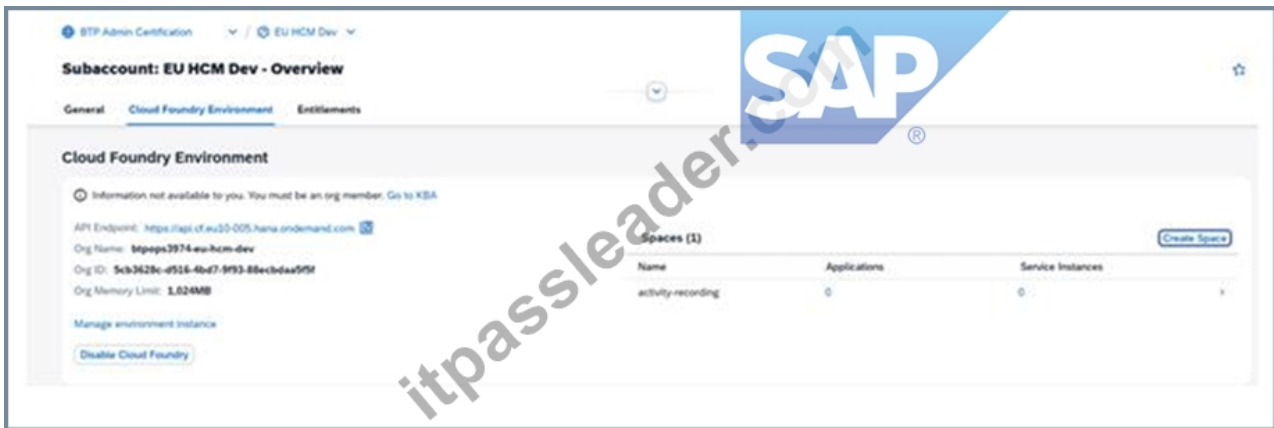 BTP Admin Certification / EU HCM Dev
Subaccount: EU HCM Dev - Overview
General Cloud Foundry Environment Entitlements
Cloud Foundry Environment
Information not available to you. You must be an org member. Go to KBA
API Endpoint: https://api.cf.eu10-005.hana.ondemand.com
Org Name: btpops3974-eu-hcm-dev
Org ID: 5cb3628c-d516-4bd7-9f93-88ecbdaa5f5f
Org Memory Limit: 1,024MB
Manage environment instance
Disable Cloud Foundry
Spaces (1) Create Space
Name Applications Service Instances
activity-recording 0 0
SAP ®
itpassleader.com